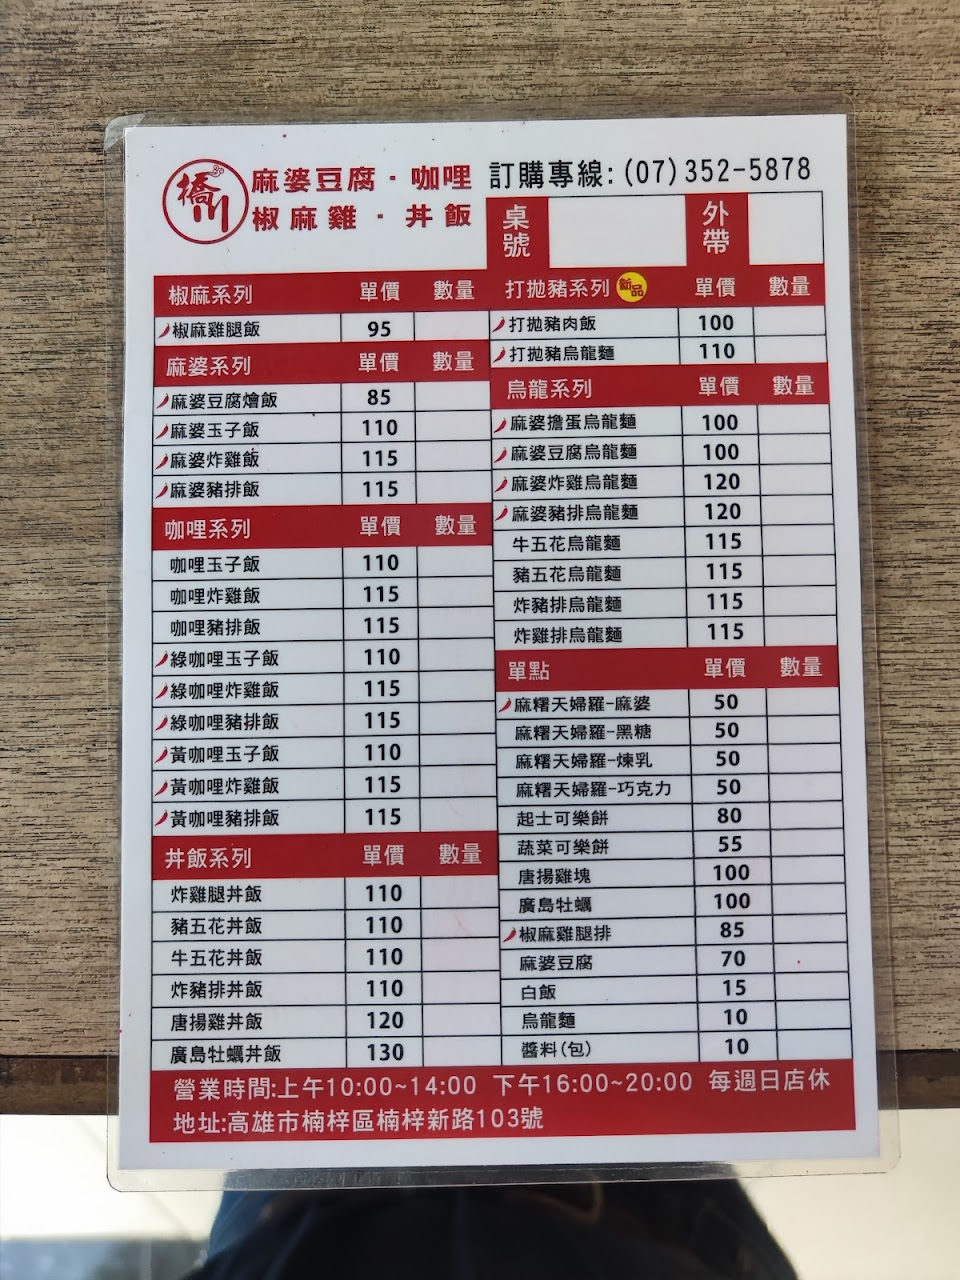 橋川
麻婆豆腐·咖哩
椒麻雞·丼飯
訂購專線:(07)352-5878
桌號
外帶
椒麻系列 單價 數量
椒麻雞腿飯 95
麻婆系列 單價 數量
麻婆豆腐燴飯 85
麻婆玉子飯 110
麻婆炸雞飯 115
麻婆豬排飯 115
咖哩系列 單價 數量
咖哩玉子飯 110
咖哩炸雞飯 115
咖哩豬排飯 115
綠咖哩玉子飯 110
綠咖哩炸雞飯 115
綠咖哩豬排飯 115
黃咖哩玉子飯 110
黃咖哩炸雞飯 115
黃咖哩豬排飯 115
丼飯系列 單價 數量
炸雞腿丼飯 110
豬五花丼飯 110
牛五花丼飯 110
炸豬排丼飯 110
唐揚雞丼飯 120
廣島牡蠣丼飯 130
打拋豬系列 新品 單價 數量
打拋豬肉飯 100
打拋豬烏龍麵 110
烏龍系列 單價 數量
麻婆擔蛋烏龍麵 100
麻婆豆腐烏龍麵 100
麻婆炸雞烏龍麵 120
麻婆豬排烏龍麵 120
牛五花烏龍麵 115
豬五花烏龍麵 115
炸豬排烏龍麵 115
炸雞排烏龍麵 115
單點 單價 數量
麻糬天婦羅-麻婆 50
麻糬天婦羅-黑糖 50
麻糬天婦羅-煉乳 50
麻糬天婦羅-巧克力 50
起士可樂餅 80
蔬菜可樂餅 55
唐揚雞塊 100
廣島牡蠣 100
椒麻雞腿排 85
麻婆豆腐 70
白飯 15
烏龍麵 10
醬料(包) 10
營業時間:上午10:00~14:00 下午16:00~20:00 每週日店休
地址:高雄市楠梓區楠梓新路103號